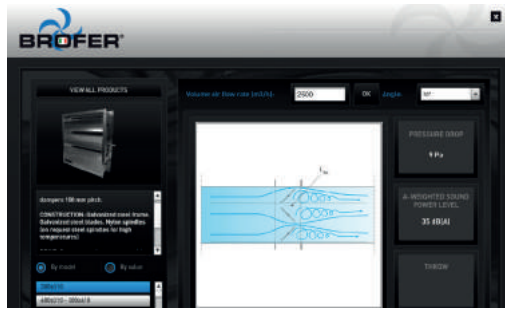 BROFER
VIEW ALL PRODUCTS
Volume air flow rate (m3/h):
2500
OK
Angle:
dampers 100 mm pitch.
CONSTRUCTION: Galvanized steel frame.
Galvanized steel blades. Nylon spindles
(on request steel spindles for high
temperatures)
By model
By value
PRESSURE DROP
9 Pa
A-WEIGHTED SOUND
POWER LEVEL
35 dB(A)
THROW